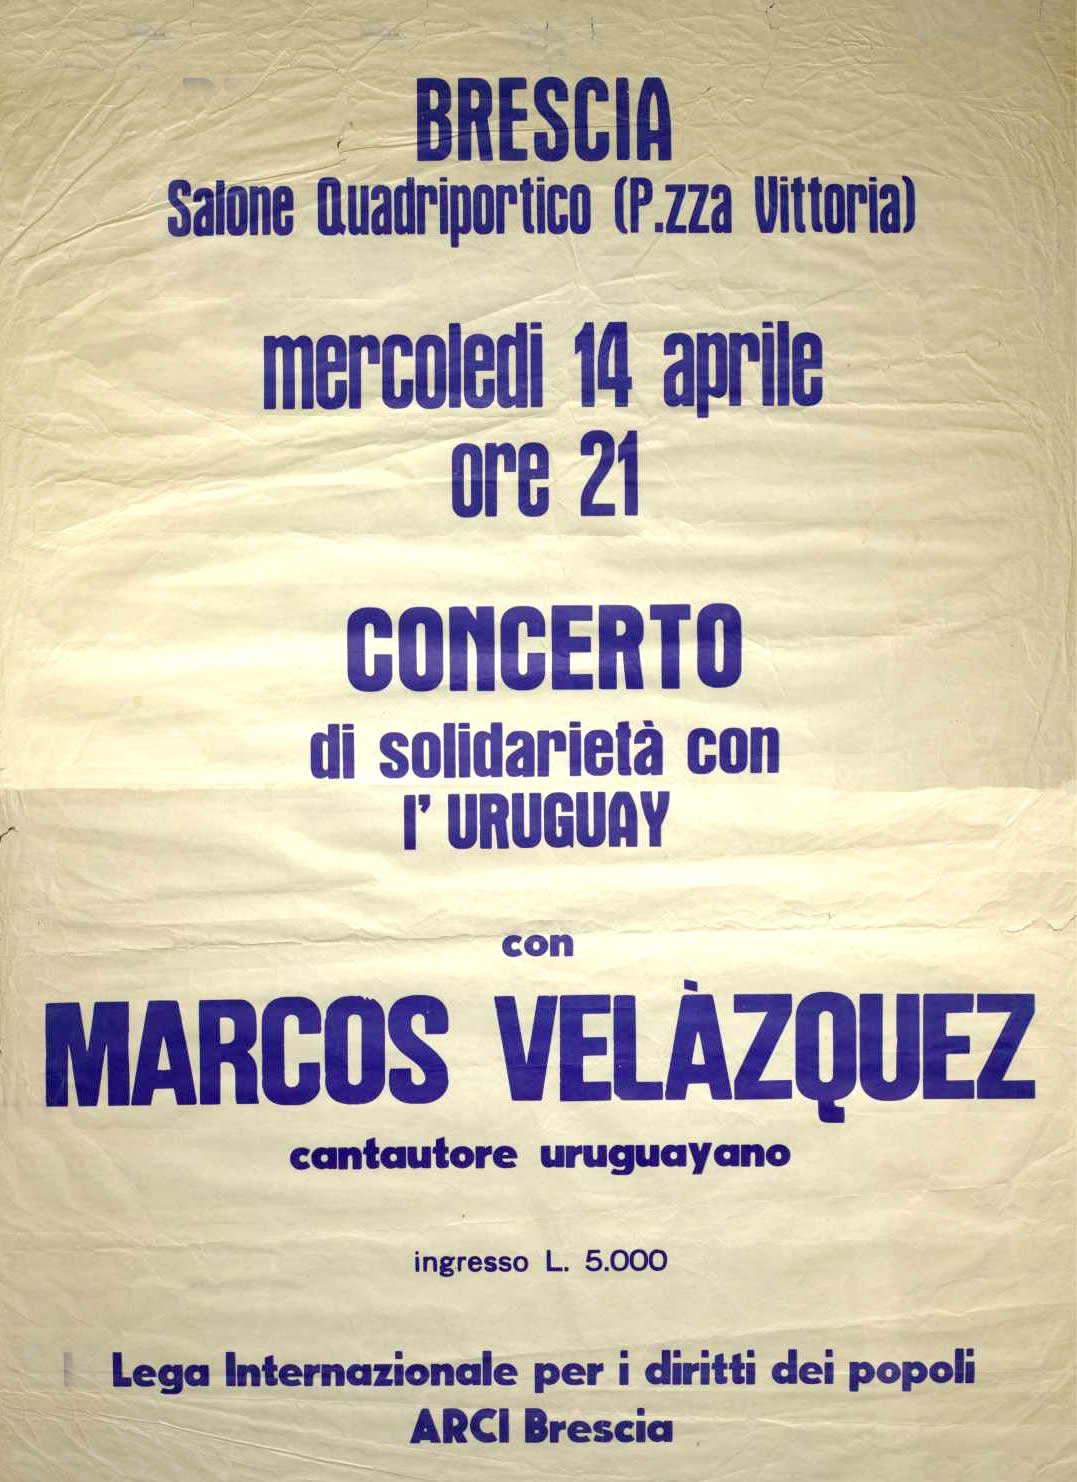 BRESCIA
Salone Quadriportico (P.zza Vittoria)
mercoledi 14 aprile
ore 21
CONCERTO
di solidarietà con
l' URUGUAY
con
MARCOS VELÀZQUEZ
cantautore uruguayano
ingresso L. 5.000
Lega Internazionale per i diritti dei popoli
ARCI Brescia